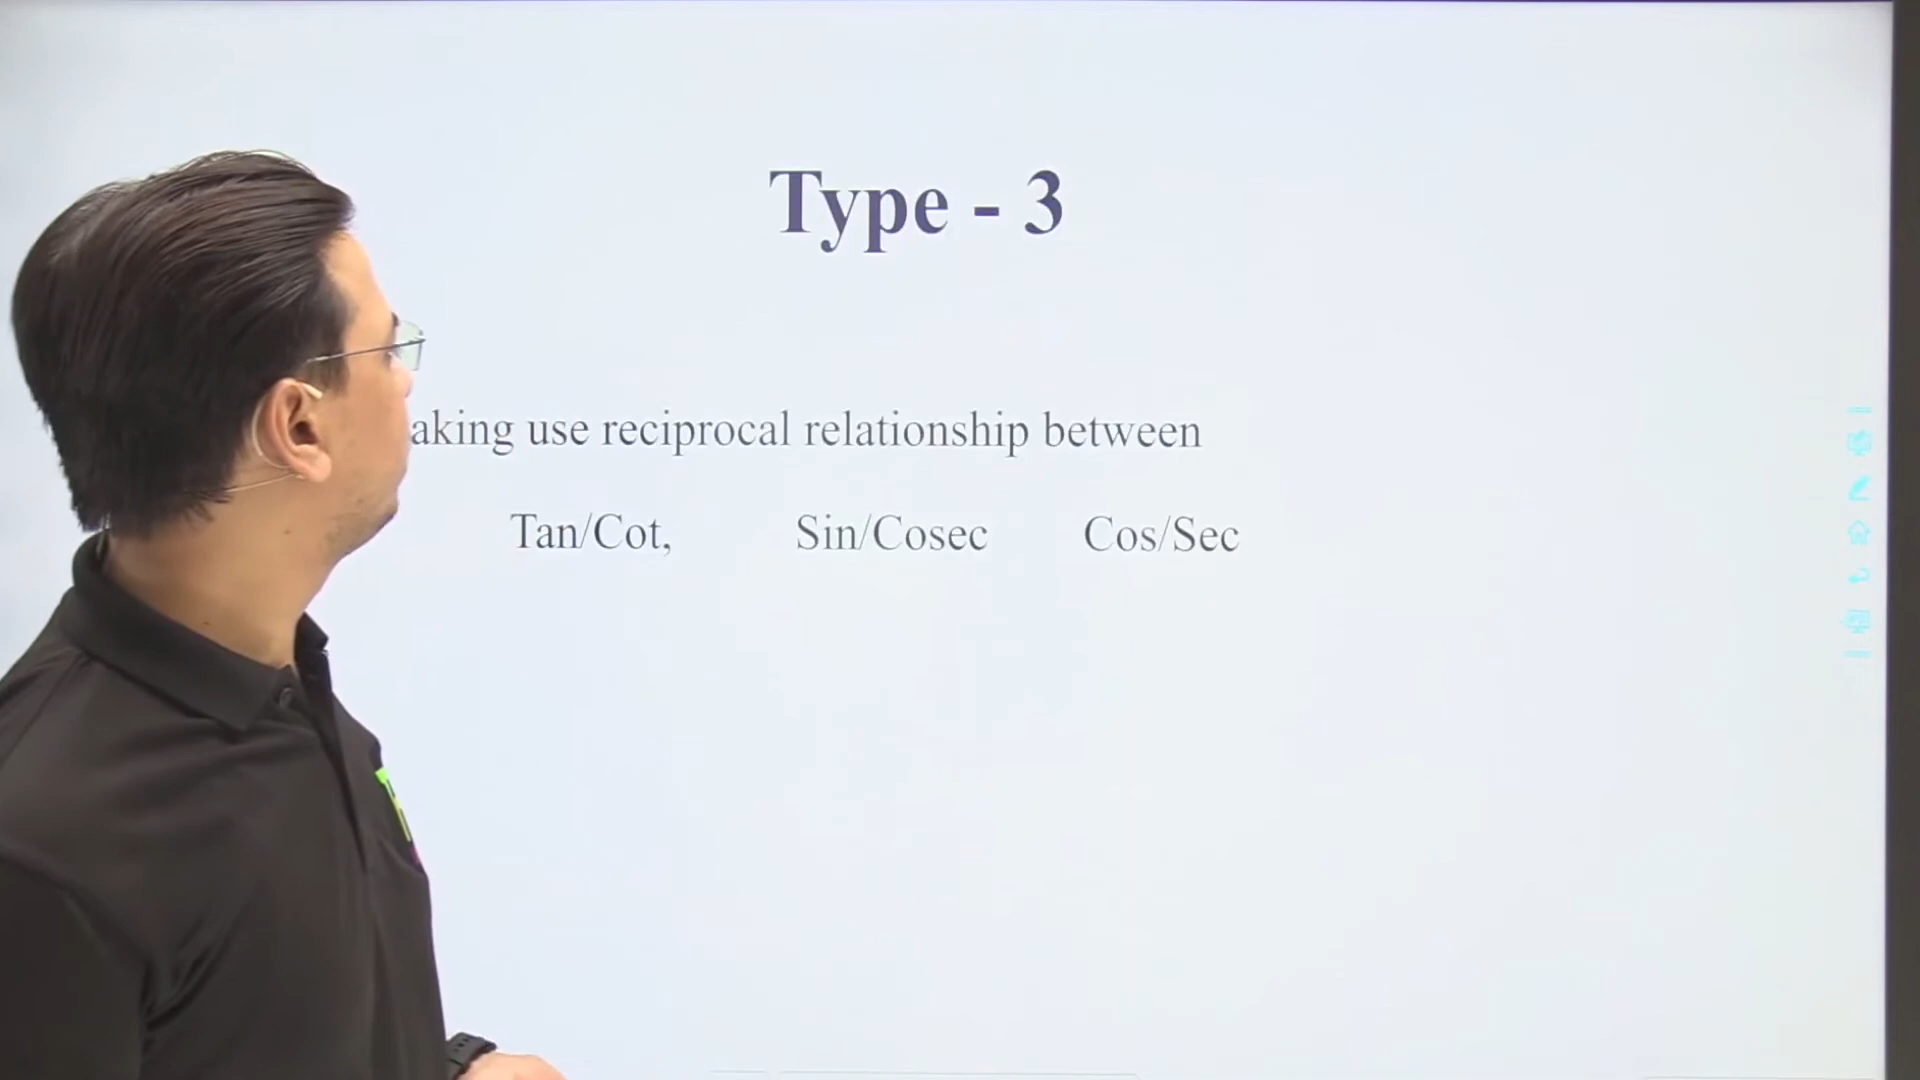 Type - 3
aking use reciprocal relationship between
Tan/Cot, Sin/Cosec Cos/Sec